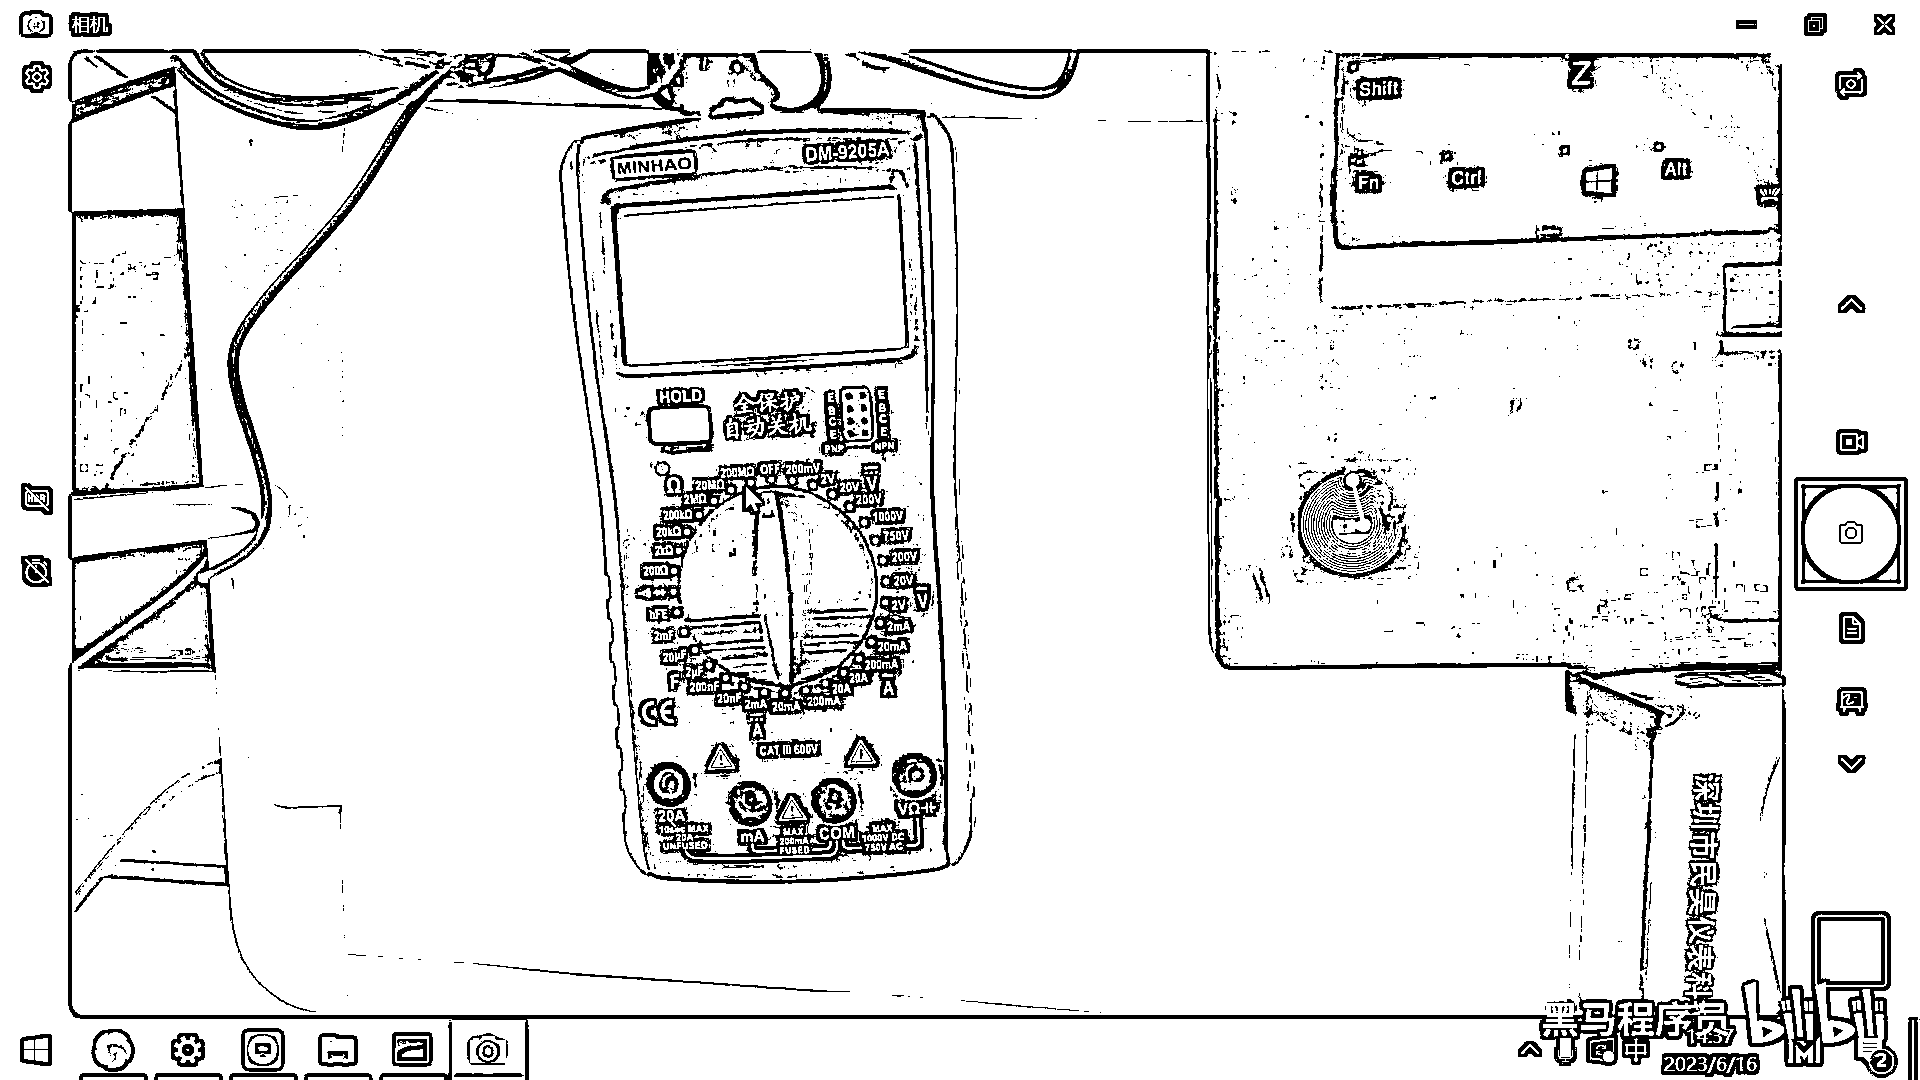 相机
Shift
Z
Fn
Ctrl
Alt
MINHAO
DM-9205A
HOLD
全保护
自动关机
E
B
C
E
PNP
E
B
C
E
NPN
Ω
200MΩ
OFF
200mV
20MΩ
2V
20V
V
2MΩ
200V
200kΩ
1000V
20kΩ
750V
2kΩ
200V
200Ω
20V
hFE
2V
V
2mF
2mA
20mA
20μF
200mA
2μF
20A
F
200nF
20A
A
20nF
2mA
20mA
200mA
A
CE
CAT III 600V
20A
mA
COM
VΩ
10sec MAX
20A
UNFUSED
MAX
200mA
FUSED
MAX
1000V DC
750V AC
深圳市民昊仪表科
黑马程序员
bilibili
中
14:37
2023/6/16
2